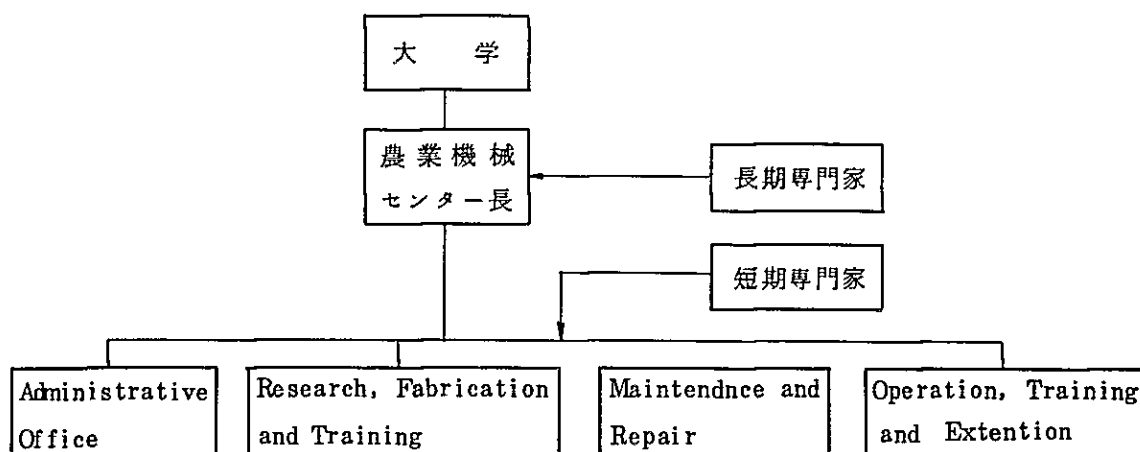 大学
農業機械
センター長
長期専門家
短期専門家
Administrative
Office
Research, Fabrication
and Training
Maintendnce and
Repair
Operation, Training
and Extention